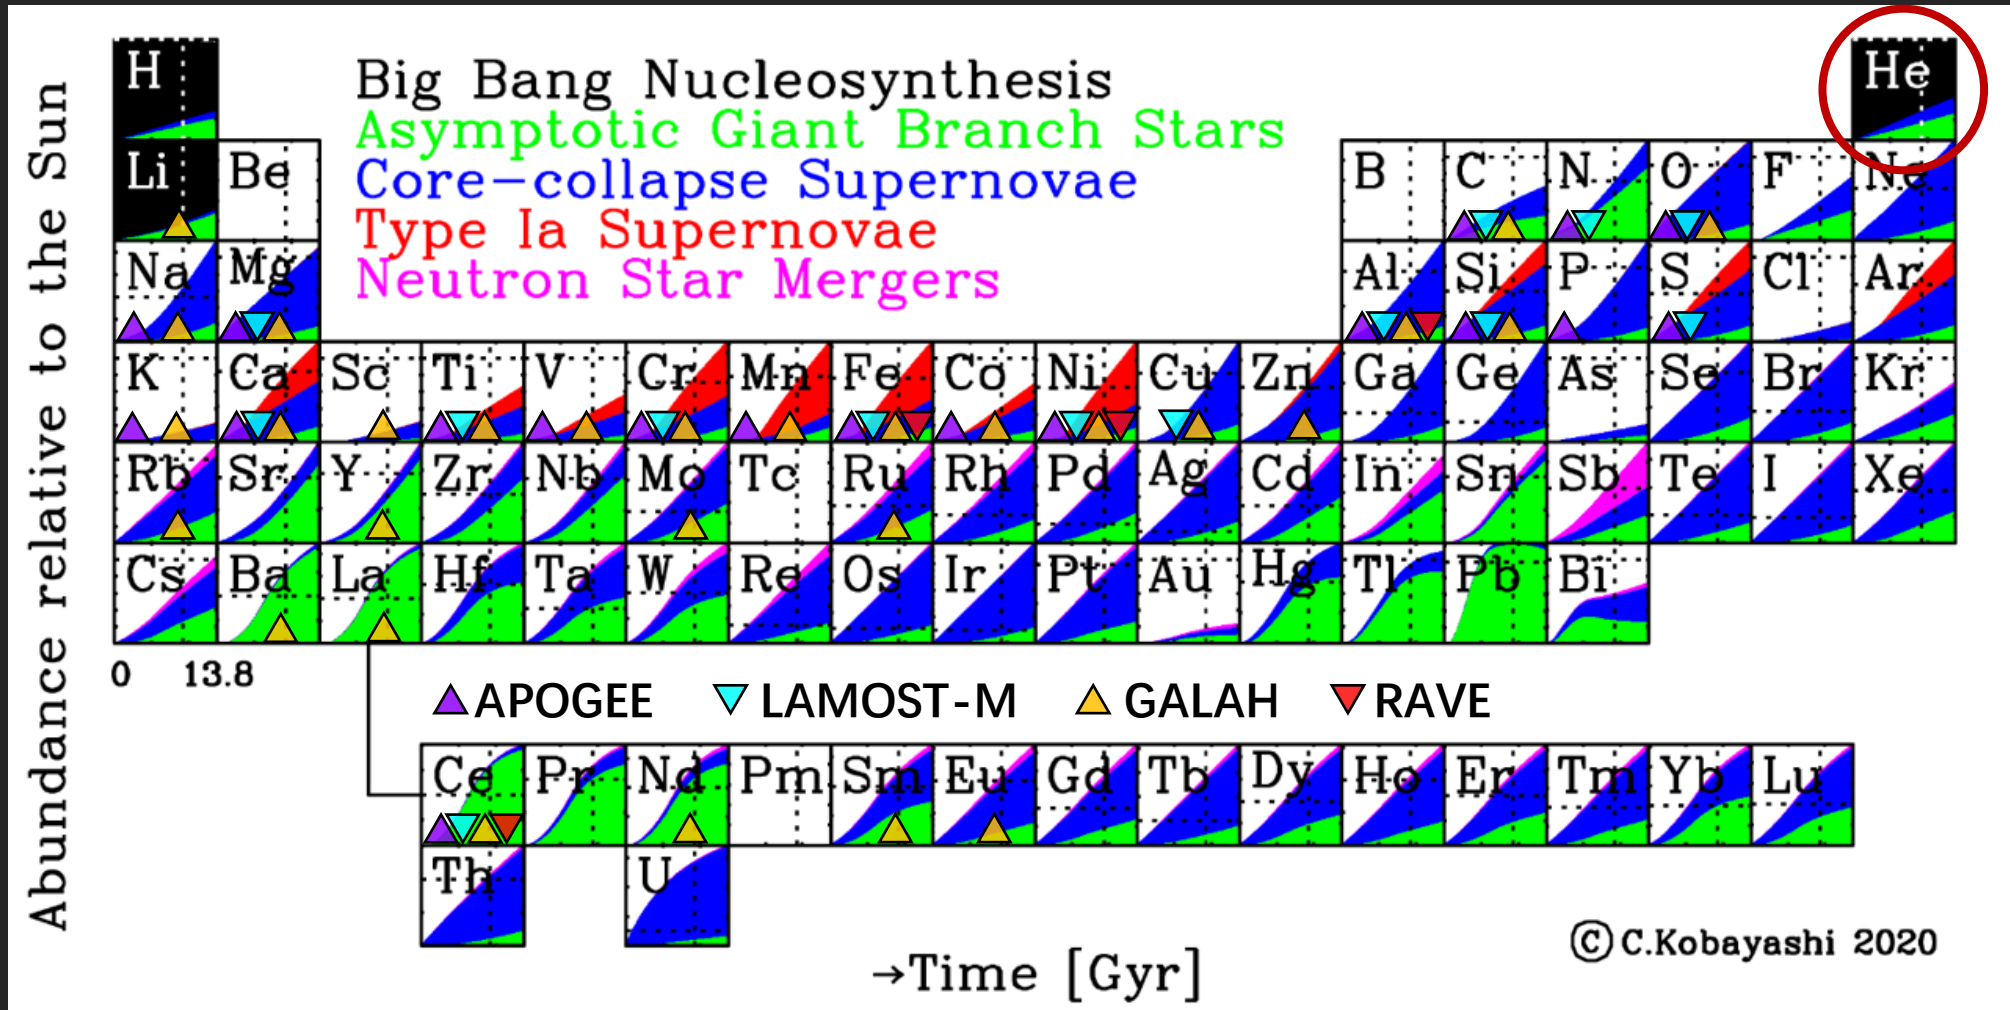 H
He
Big Bang Nucleosynthesis
Asymptotic Giant Branch Stars
Core-collapse Supernovae
Type Ia Supernovae
Neutron Star Mergers
Abundance relative to the Sun
Li Be B C N O F Ne
Na Mg Al Si P S Cl Ar
K Ca Sc Ti V Cr Mn Fe Co Ni Cu Zn Ga Ge As Se Br Kr
Rb Sr Y Zr Nb Mo Tc Ru Rh Pd Ag Cd In Sn Sb Te I Xe
Cs Ba La Hf Ta W Re Os Ir Pt Au Hg Tl Pb Bi
0 13.8
APOGEE LAMOST-M GALAH RAVE
Ce Pr Nd Pm Sm Eu Gd Tb Dy Ho Er Tm Yb Lu
Th U
©C.Kobayashi 2020
→Time [Gyr]